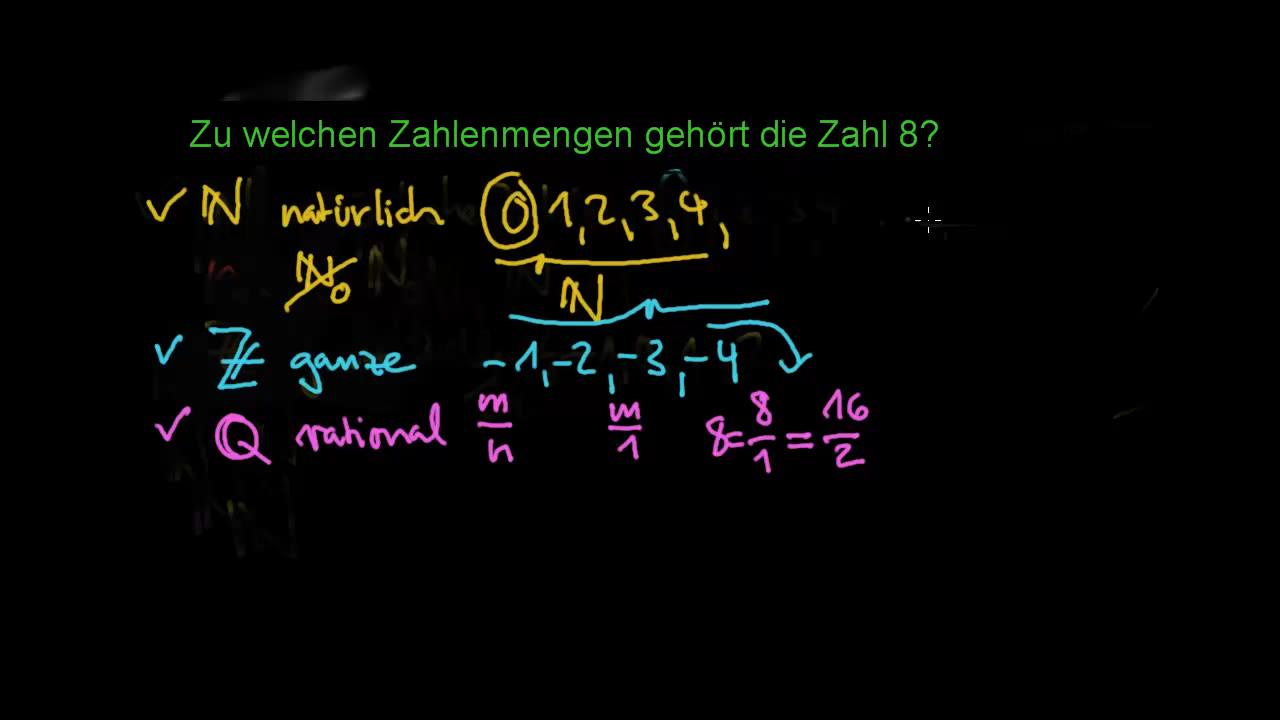 Zu welchen Zahlenmengen gehört die Zahl 8?
✓ ℕ natürlich 0 1, 2, 3, 4,
ℕ₀ ℕ
✓ ℤ ganze -1, -2, -3, -4
✓ ℚ rational m/n m/1 8 = 8/1 = 16/2